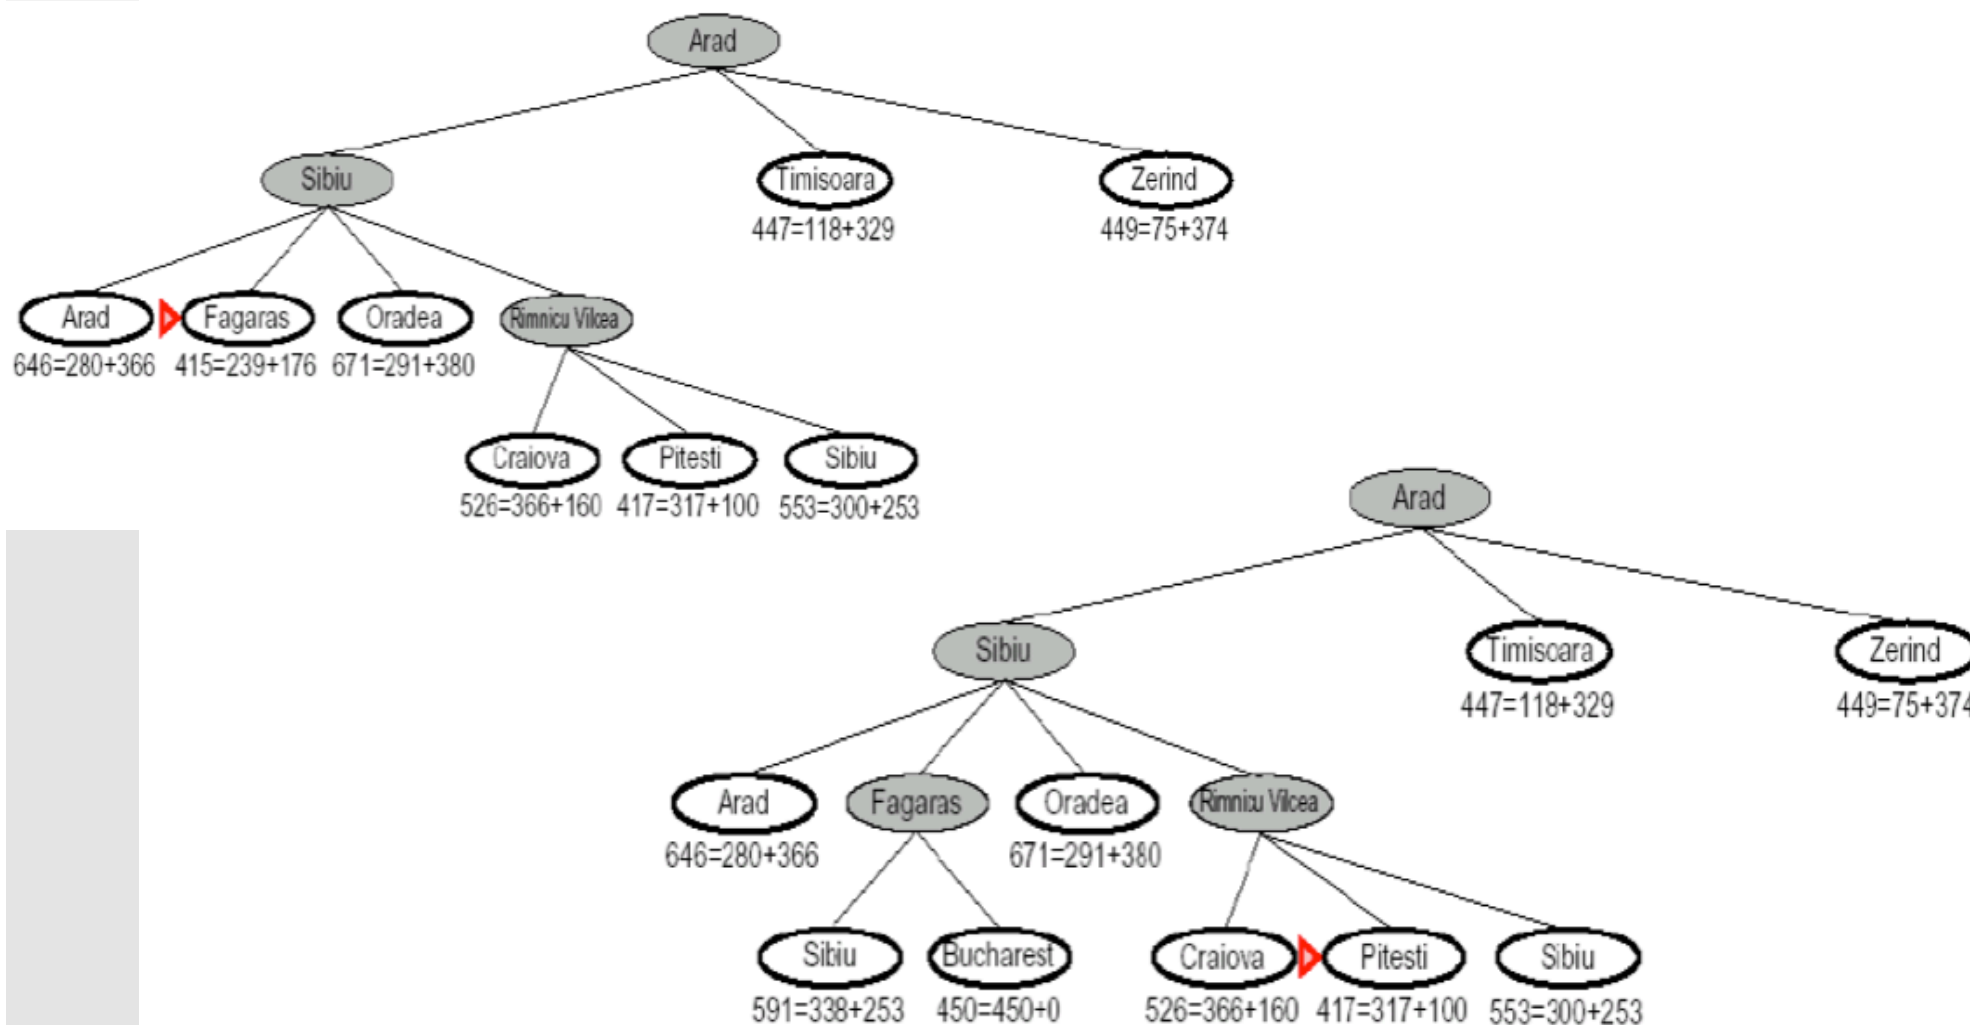 Arad
Sibiu
Timisoara
Zerind
447=118+329
449=75+374
Arad
Fagaras
Oradea
Rimnicu Vilcea
646=280+366
415=239+176
671=291+380
Craiova
Pitesti
Sibiu
526=366+160
417=317+100
553=300+253
Arad
Sibiu
Timisoara
Zerind
447=118+329
449=75+374
Arad
Fagaras
Oradea
Rimnicu Vilcea
646=280+366
671=291+380
Sibiu
Bucharest
Craiova
Pitesti
Sibiu
591=338+253
450=450+0
526=366+160
417=317+100
553=300+253